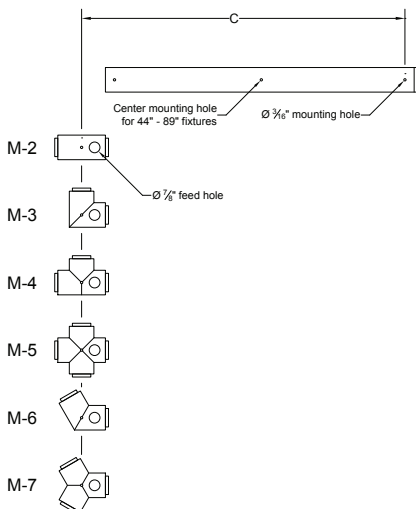 C
Center mounting hole
for 44" - 89" fixtures
Ø 3⁄16" mounting hole
M-2
Ø 7⁄8" feed hole
M-3
M-4
M-5
M-6
M-7